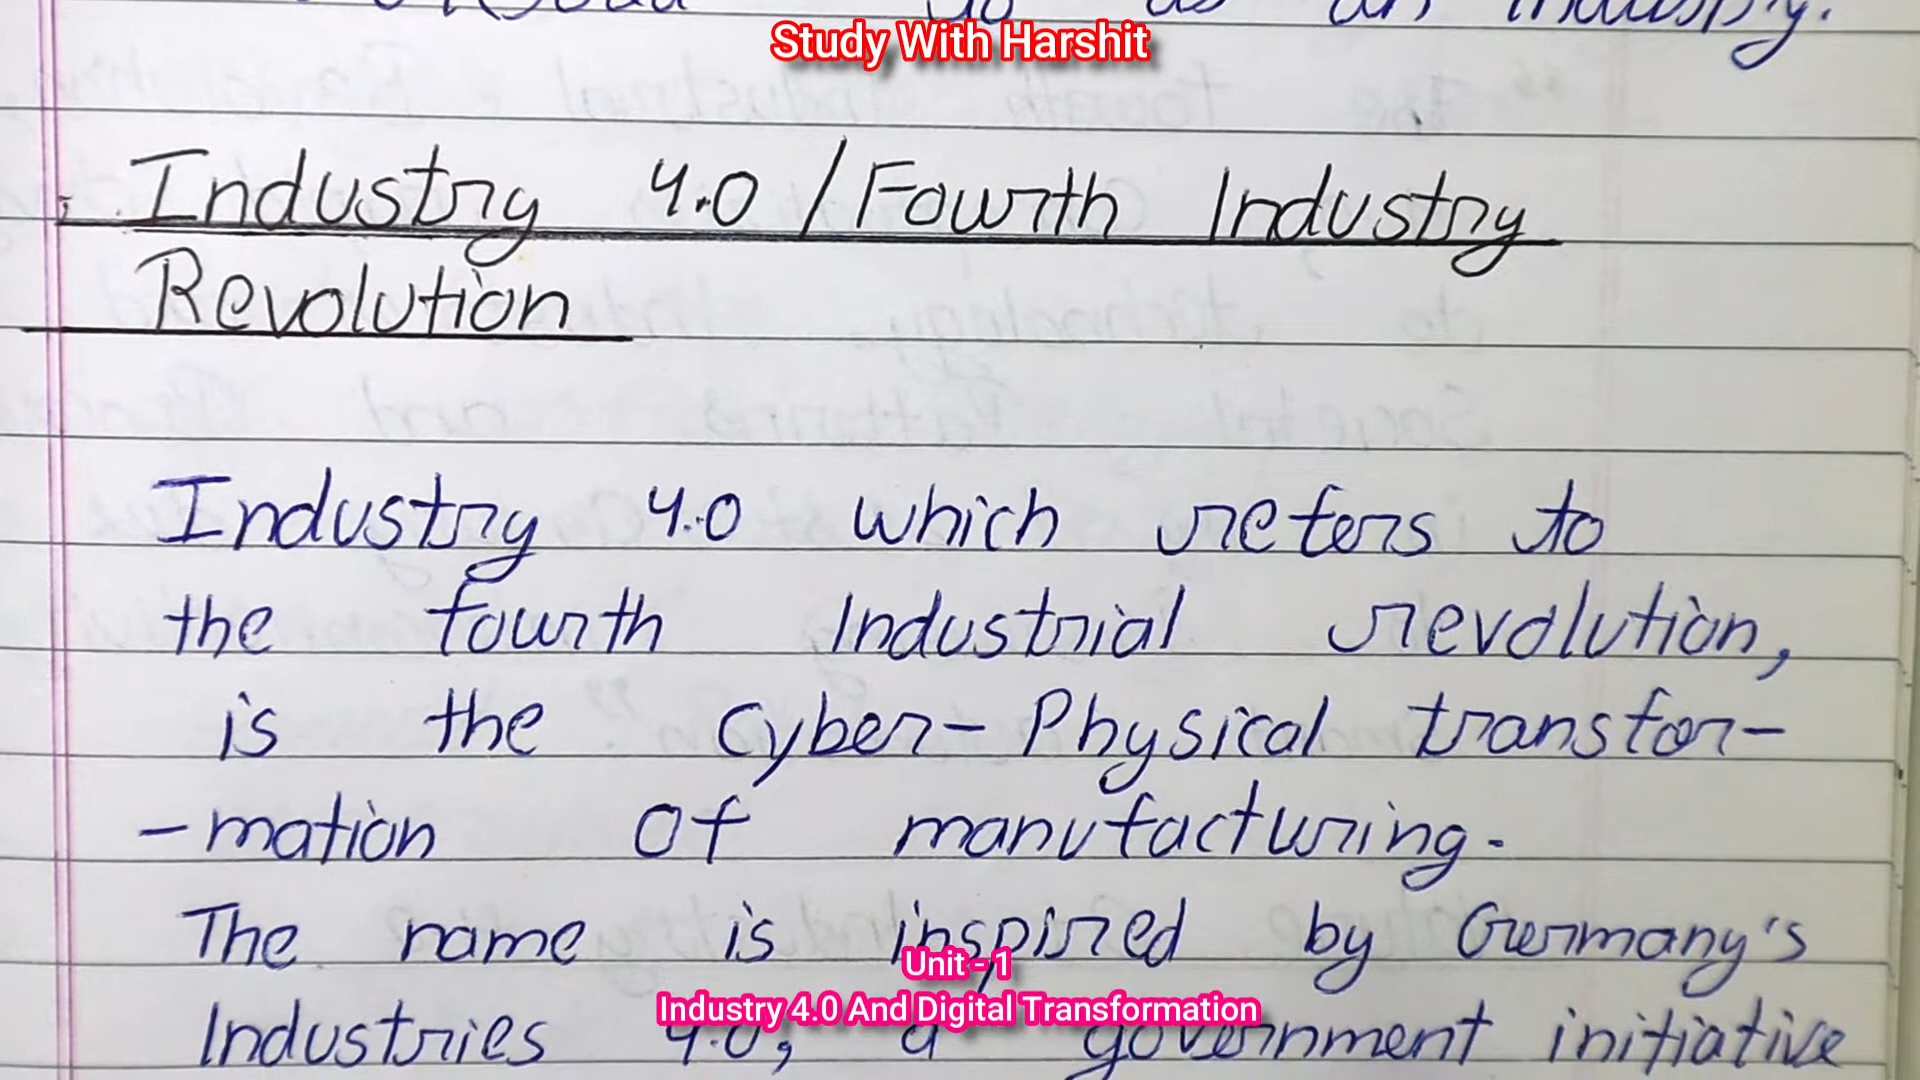 an industry.
Study With Harshit
Industry 4.0 / Fourth Industry
Revolution
Industry 4.0 which refers to
the fourth Industrial revolution,
is the cyber-Physical transfor-
-mation of manufacturing.
The name is inspired by Germany's
Unit - 1
Industry 4.0 And Digital Transformation
Industries 4.0, a government initiative